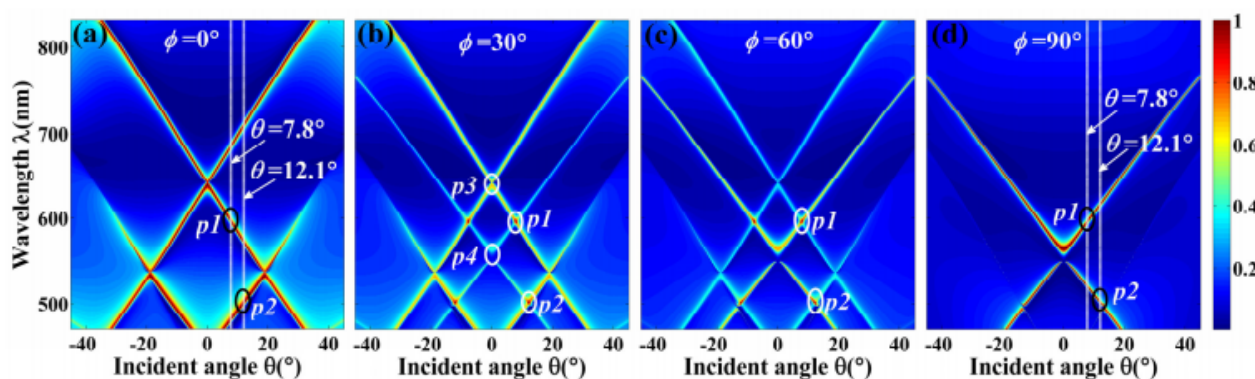 (a)
ϕ=0°
θ=7.8°
θ=12.1°
p1
p2
(b)
ϕ=30°
p3
p1
p4
p2
(c)
ϕ=60°
p1
p2
(d)
ϕ=90°
θ=7.8°
θ=12.1°
p1
p2
Wavelength λ(nm)
800
700
600
500
-40 -20 0 20 40
-40 -20 0 20 40
-40 -20 0 20 40
-40 -20 0 20 40
Incident angle θ(°)
Incident angle θ(°)
Incident angle θ(°)
Incident angle θ(°)
1
0.8
0.6
0.4
0.2